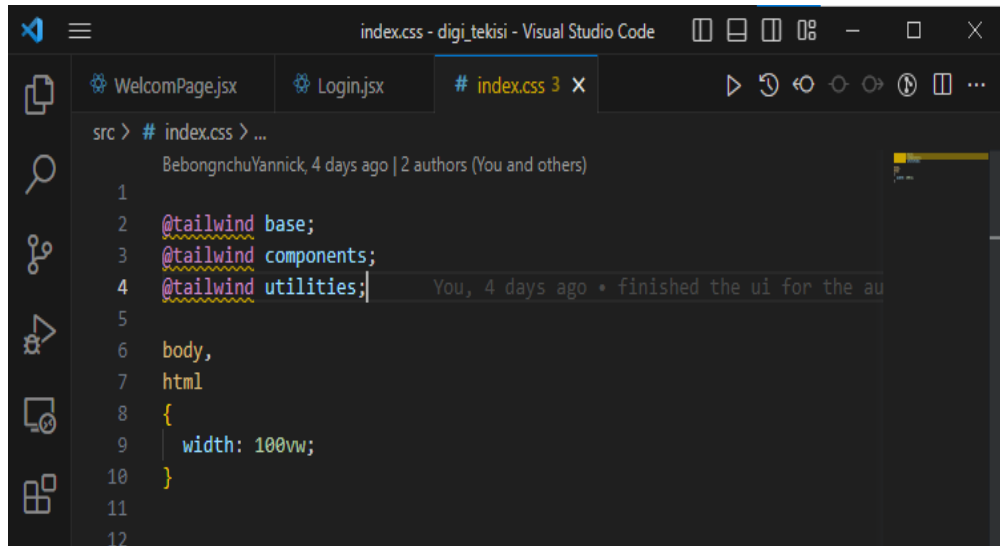 index.css - digi_tekisi - Visual Studio Code
WelcomPage.jsx
Login.jsx
# index.css 3
src > # index.css > ...
BebongnchuYannick, 4 days ago | 2 authors (You and others)
1
2 @tailwind base;
3 @tailwind components;
4 @tailwind utilities; You, 4 days ago • finished the ui for the au
5
6 body,
7 html
8 {
9 width: 100vw;
10 }
11
12